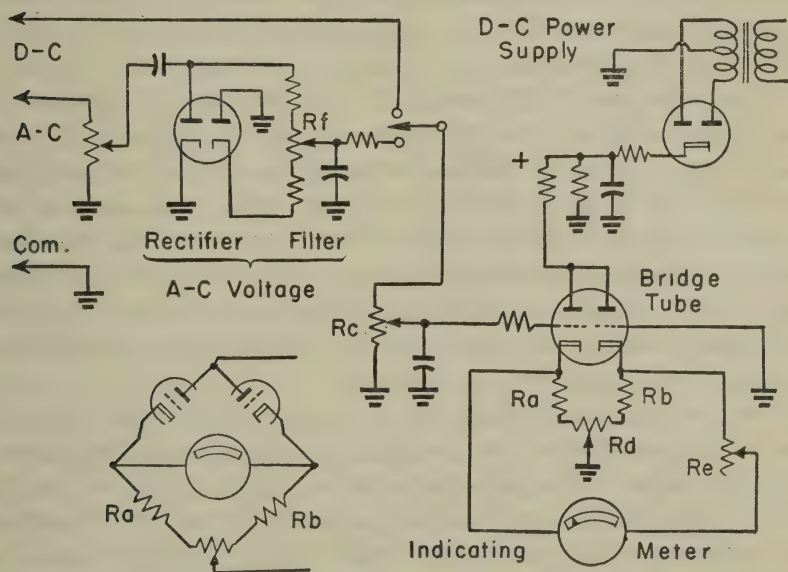 D-C
D-C Power
Supply
A-C
Rf
+
Com.
Rectifier Filter
A-C Voltage
Bridge
Tube
Rc
Ra
Rb
Rd
Re
Ra
Rb
Indicating Meter